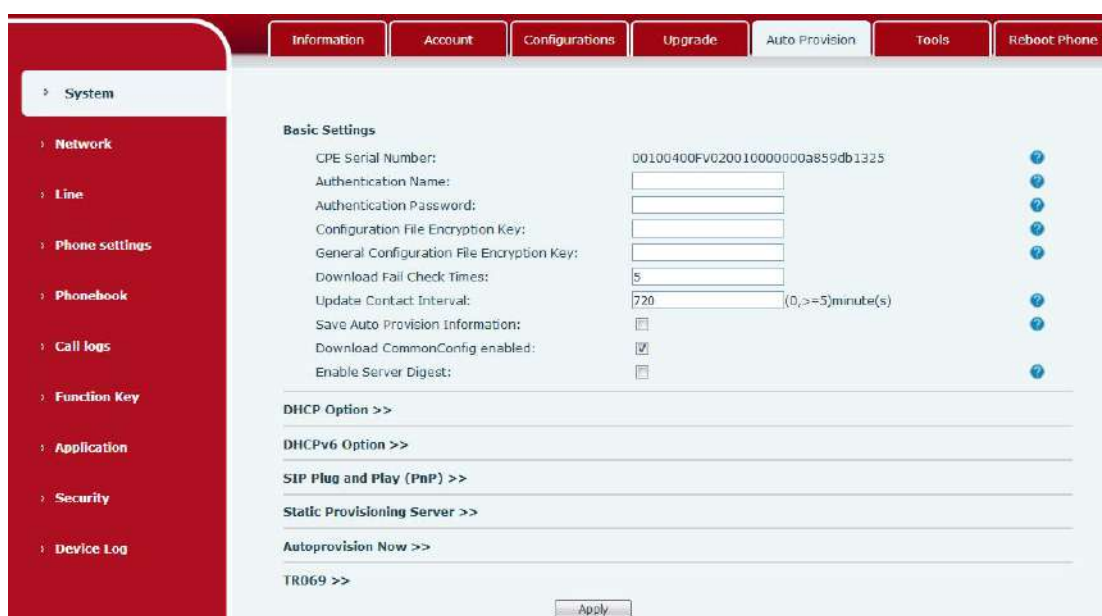 Information Account Configurations Upgrade Auto Provision Tools Reboot Phone
System
Network
Line
Phone settings
Phonebook
Call logs
Function Key
Application
Security
Device Log
Basic Settings
CPE Serial Number: 00100400FV020010000000a859db1325
Authentication Name:
Authentication Password:
Configuration File Encryption Key:
General Configuration File Encryption Key:
Download Fail Check Times: 5
Update Contact Interval: 720 (0,>=5)minute(s)
Save Auto Provision Information:
Download CommonConfig enabled:
Enable Server Digest:
DHCP Option >>
DHCPv6 Option >>
SIP Plug and Play (PnP) >>
Static Provisioning Server >>
Autoprovision Now >>
TR069 >>
Apply